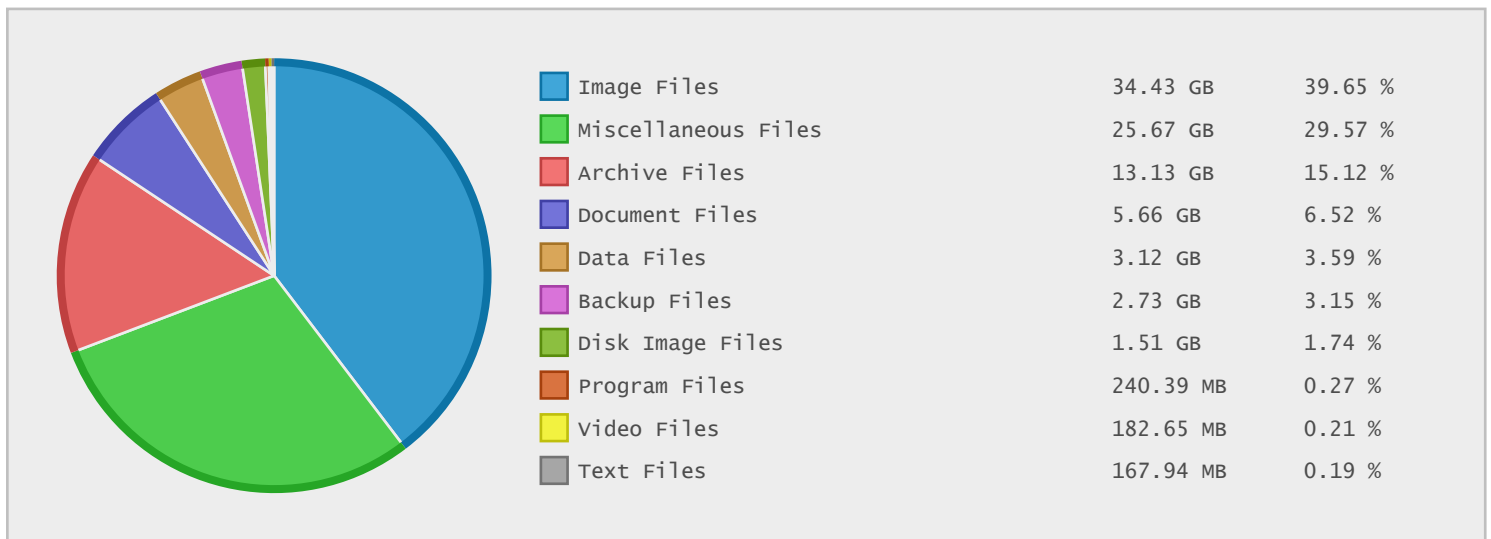 Image Files 34.43 GB 39.65 %
Miscellaneous Files 25.67 GB 29.57 %
Archive Files 13.13 GB 15.12 %
Document Files 5.66 GB 6.52 %
Data Files 3.12 GB 3.59 %
Backup Files 2.73 GB 3.15 %
Disk Image Files 1.51 GB 1.74 %
Program Files 240.39 MB 0.27 %
Video Files 182.65 MB 0.21 %
Text Files 167.94 MB 0.19 %